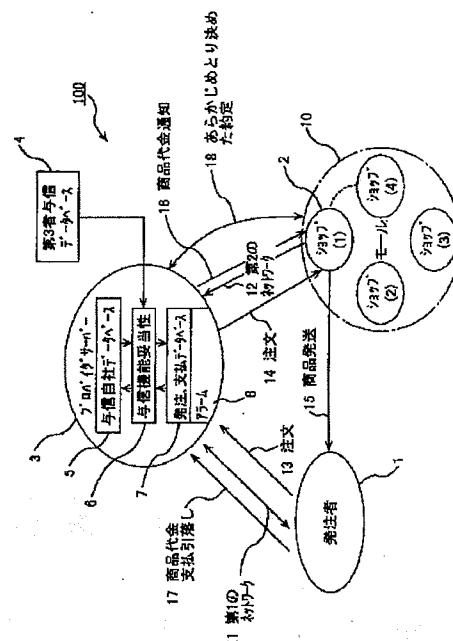 100
4
第3者与信
データベース
3
プロバイダサーバー
5
与信自社データベース
6
与信機能妥当性
7
発注、支払データベース
アラーム
8
16 商品代金通知
18 あらかじめとり決め
た約定
12 第2の
ネットワーク
14 注文
2
10
ショップ
(1)
ショップ
(2)
ショップ
(3)
ショップ
(4)
モール
15 商品発送
13 注文
17 商品代金
支払引落し
11 第1の
ネットワーク
発注者
1